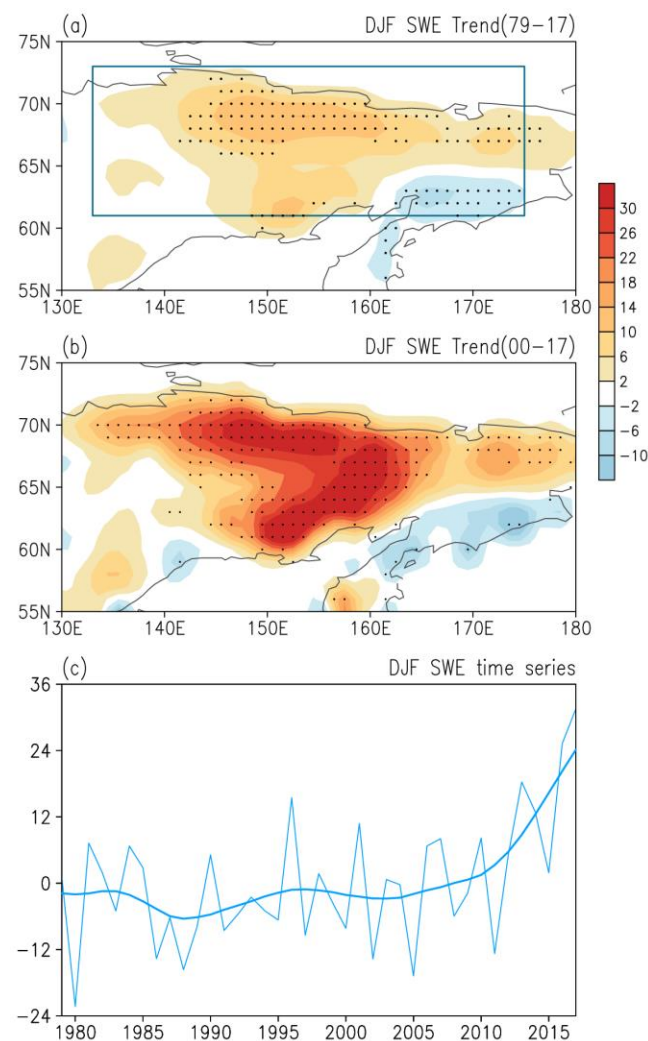 (a) DJF SWE Trend(79-17)
75N
70N
65N
60N
55N
130E 140E 150E 160E 170E 180
30
26
22
18
14
10
6
2
-2
-6
-10
(b) DJF SWE Trend(00-17)
75N
70N
65N
60N
55N
130E 140E 150E 160E 170E 180
(c) DJF SWE time series
36
24
12
0
-12
-24
1980 1985 1990 1995 2000 2005 2010 2015